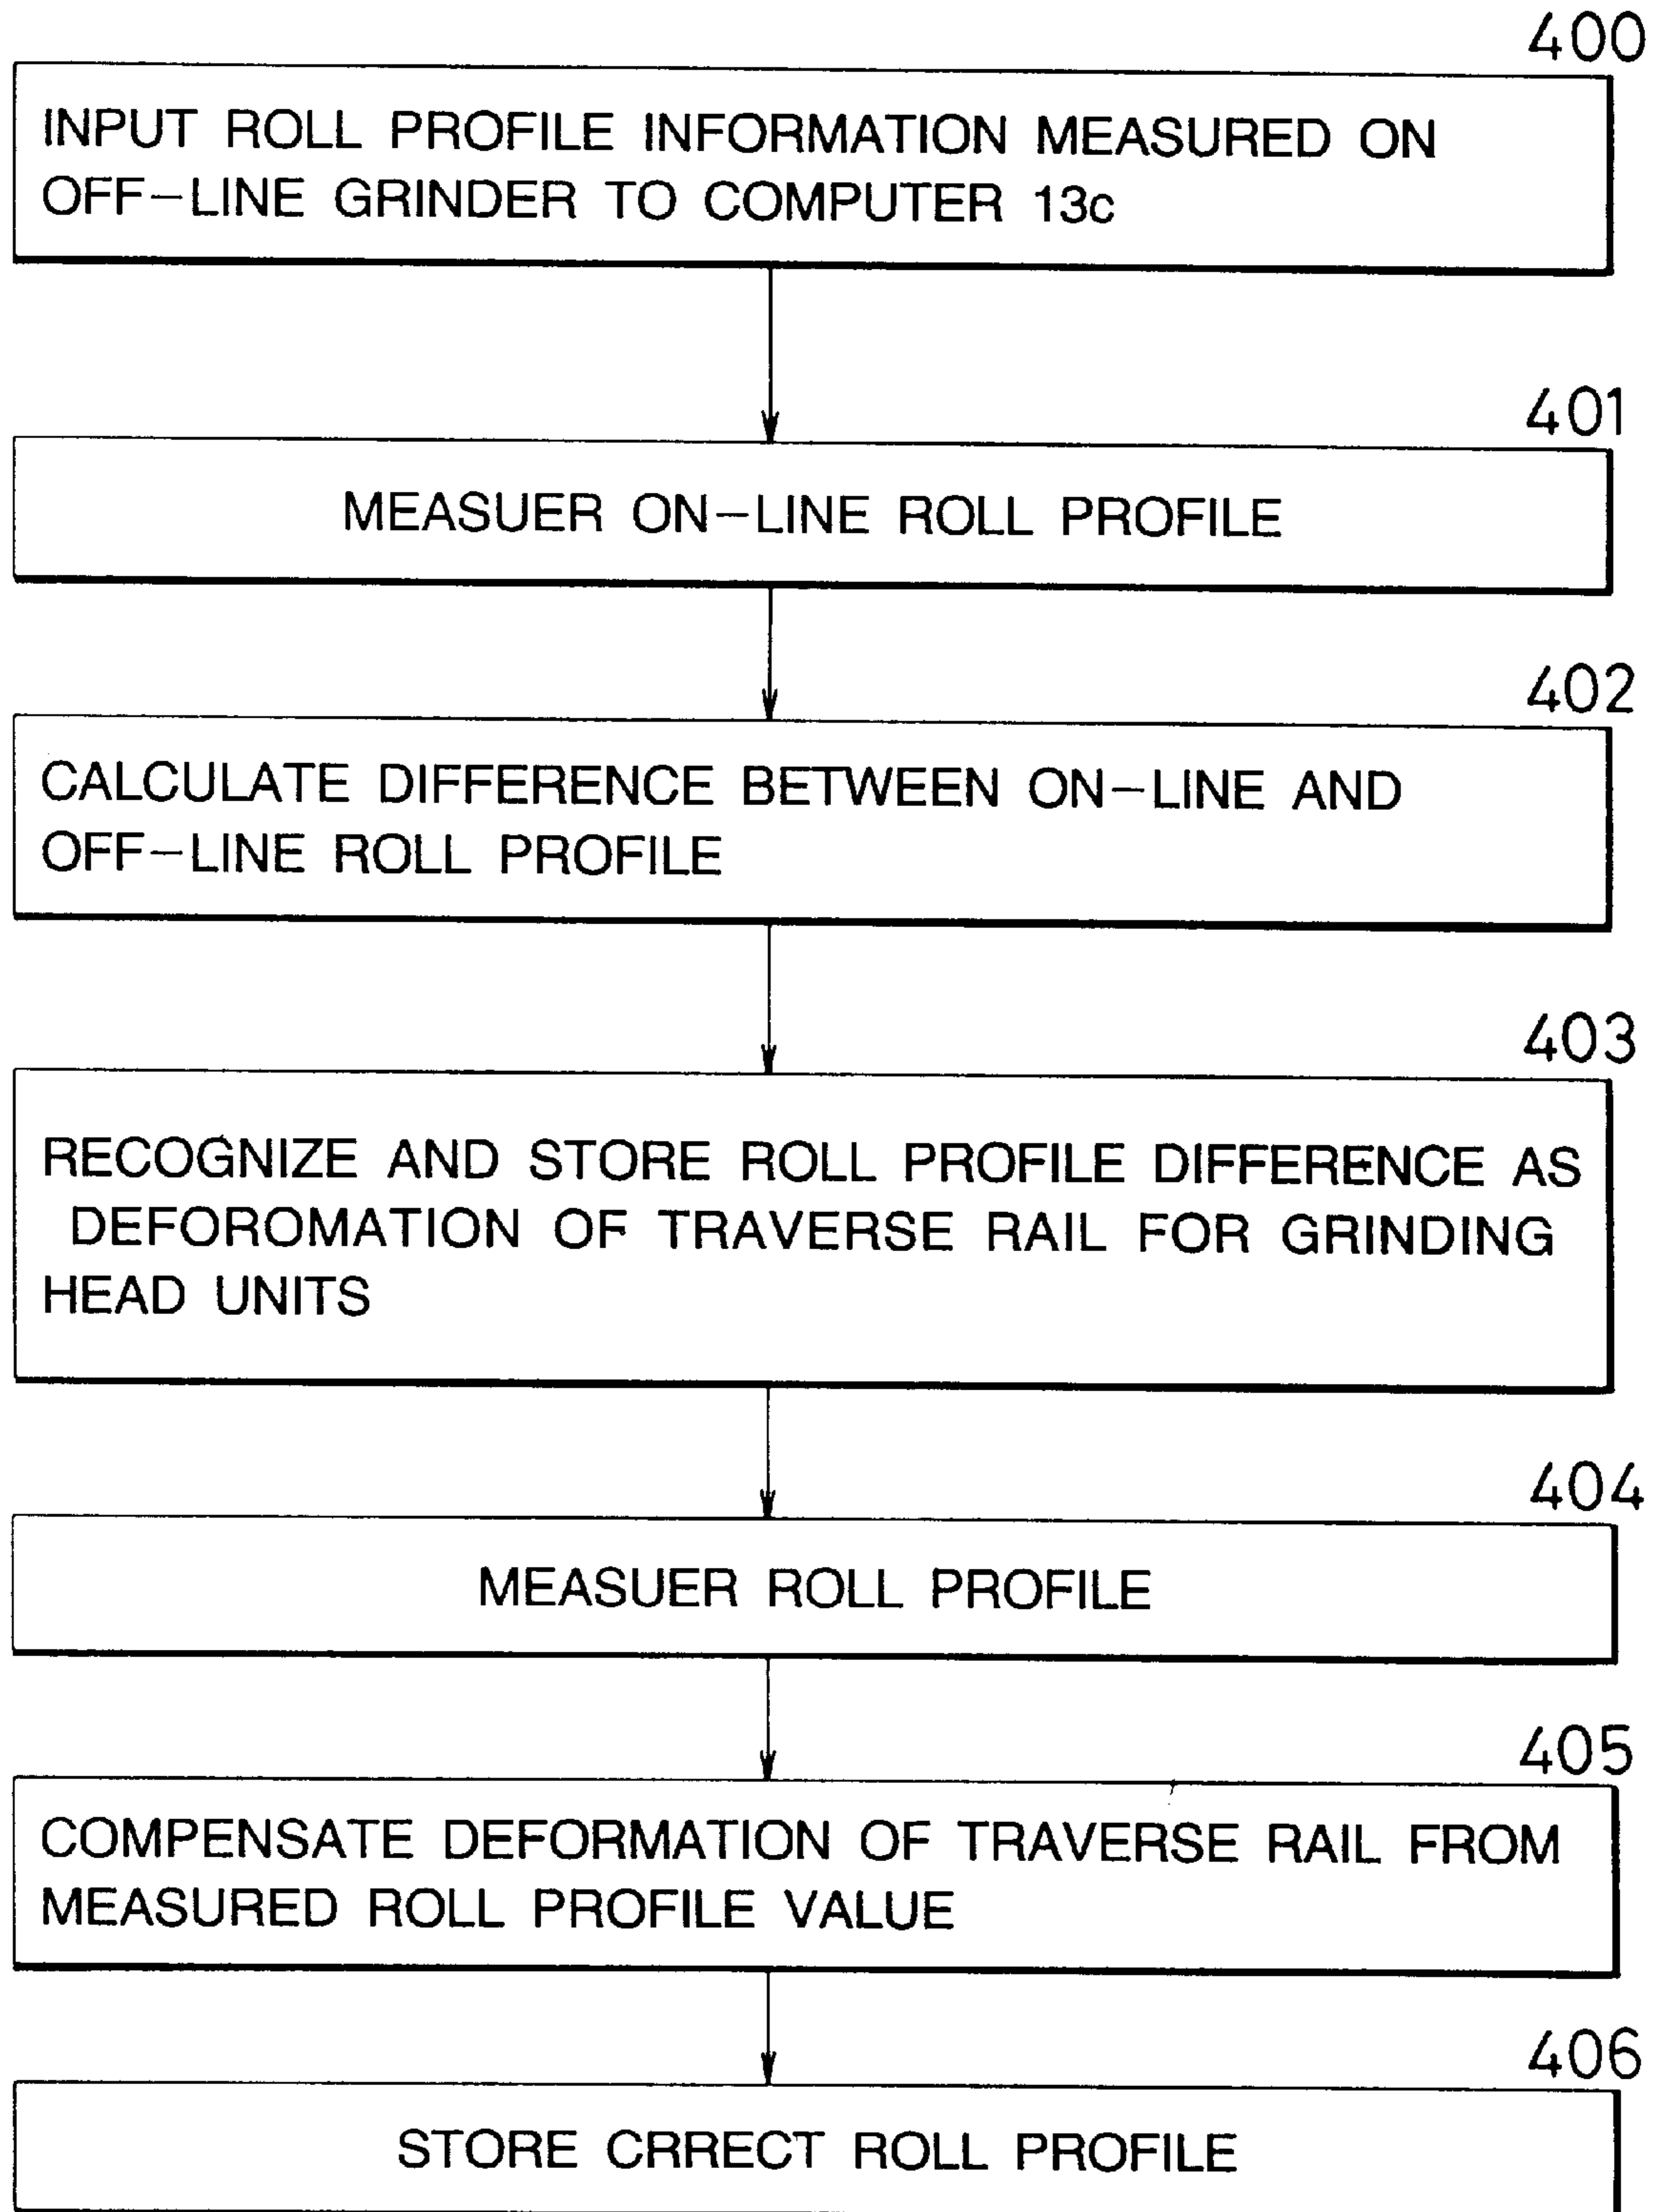 400
INPUT ROLL PROFILE INFORMATION MEASURED ON
OFF-LINE GRINDER TO COMPUTER 13c
401
MEASUER ON-LINE ROLL PROFILE
402
CALCULATE DIFFERENCE BETWEEN ON-LINE AND
OFF-LINE ROLL PROFILE
403
RECOGNIZE AND STORE ROLL PROFILE DIFFERENCE AS
DEFOROMATION OF TRAVERSE RAIL FOR GRINDING
HEAD UNITS
404
MEASUER ROLL PROFILE
405
COMPENSATE DEFORMATION OF TRAVERSE RAIL FROM
MEASURED ROLL PROFILE VALUE
406
STORE CRRECT ROLL PROFILE